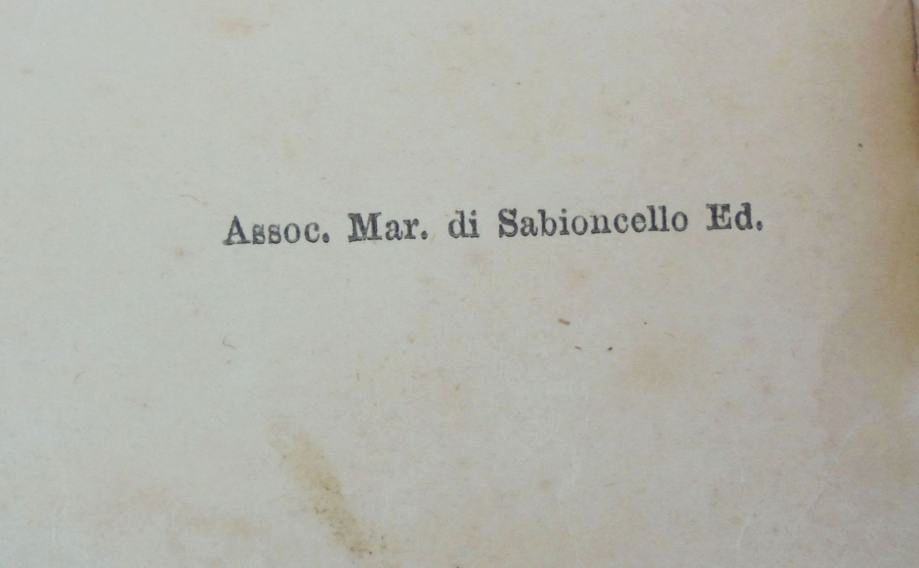 Assoc. Mar. di Sabioncello Ed.